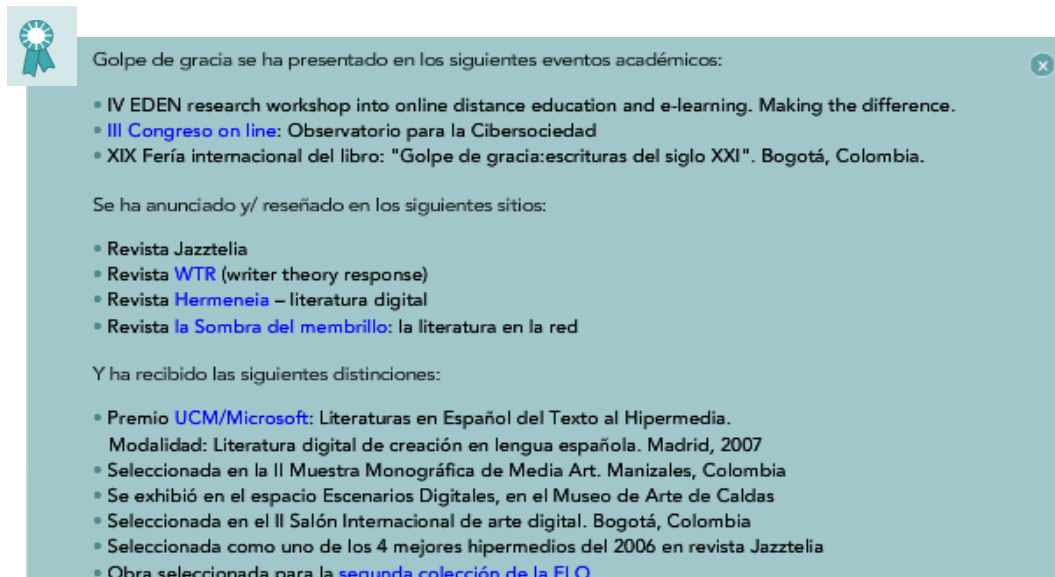 Golpe de gracia se ha presentado en los siguientes eventos académicos:
• IV EDEN research workshop into online distance education and e-learning. Making the difference.
• III Congreso on line: Observatorio para la Cibersociedad
• XIX Fería internacional del libro: "Golpe de gracia:escrituras del siglo XXI". Bogotá, Colombia.
Se ha anunciado y/ reseñado en los siguientes sitios:
• Revista Jazztelia
• Revista WTR (writer theory response)
• Revista Hermeneia – literatura digital
• Revista la Sombra del membrillo: la literatura en la red
Y ha recibido las siguientes distinciones:
• Premio UCM/Microsoft: Literaturas en Español del Texto al Hipermedia.
Modalidad: Literatura digital de creación en lengua española. Madrid, 2007
• Seleccionada en la II Muestra Monográfica de Media Art. Manizales, Colombia
• Se exhibió en el espacio Escenarios Digitales, en el Museo de Arte de Caldas
• Seleccionada en el II Salón Internacional de arte digital. Bogotá, Colombia
• Seleccionada como uno de los 4 mejores hipermedios del 2006 en revista Jazztelia
• Obra seleccionada para la segunda colección de la ELO